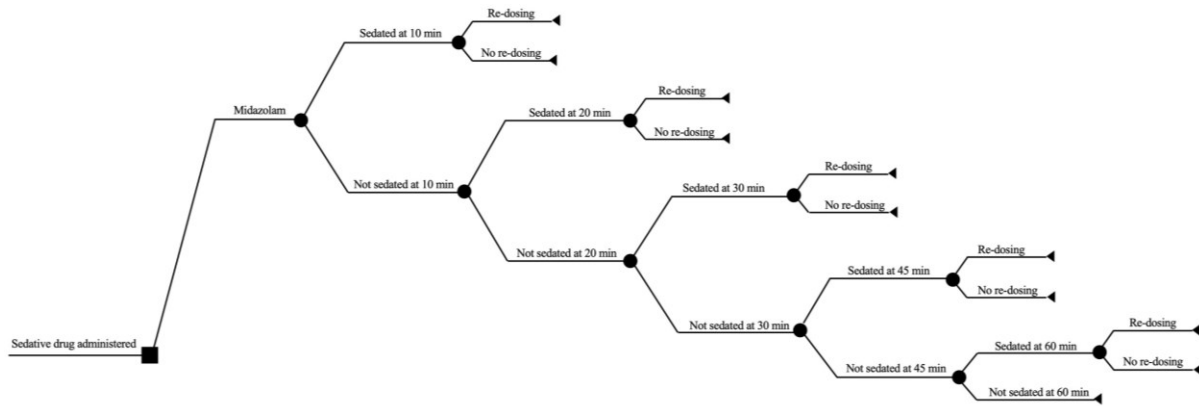 Re-dosing
Sedated at 10 min
No re-dosing
Re-dosing
Midazolam
Sedated at 20 min
No re-dosing
Re-dosing
Not sedated at 10 min
Sedated at 30 min
No re-dosing
Re-dosing
Not sedated at 20 min
Sedated at 45 min
No re-dosing
Re-dosing
Not sedated at 30 min
Sedative drug administered
Sedated at 60 min
No re-dosing
Not sedated at 45 min
Not sedated at 60 min